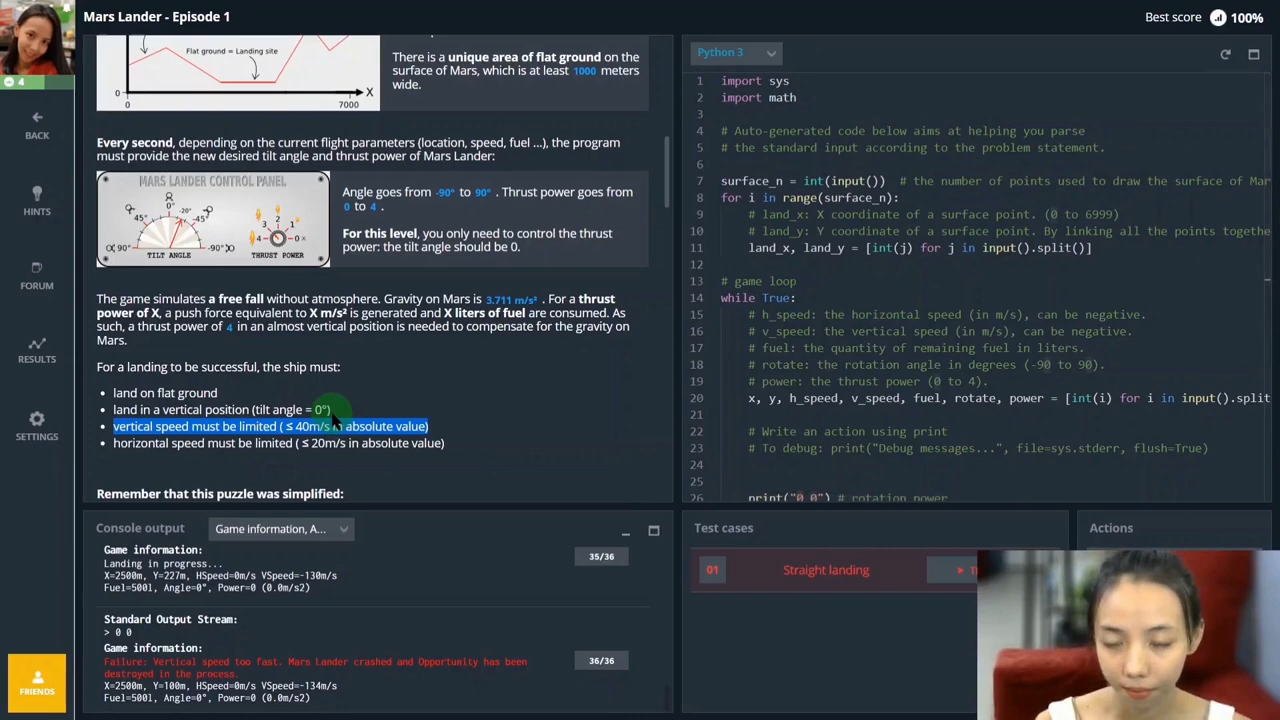 Mars Lander - Episode 1
Best score 100%
4
BACK
HINTS
FORUM
RESULTS
SETTINGS
FRIENDS
Flat ground = Landing site
0
X
0
7000
There is a unique area of flat ground on the
surface of Mars, which is at least 1000 meters
wide.
Every second, depending on the current flight parameters (location, speed, fuel ...), the program
must provide the new desired tilt angle and thrust power of Mars Lander:
MARS LANDER CONTROL PANEL
0°
-20°
45°
-45°
90°
-90°
TILT ANGLE
4
3
2
1
0
THRUST POWER
Angle goes from -90° to 90° . Thrust power goes from
0 to 4 .
For this level, you only need to control the thrust
power: the tilt angle should be 0.
The game simulates a free fall without atmosphere. Gravity on Mars is 3.711 m/s² . For a thrust
power of X, a push force equivalent to X m/s² is generated and X liters of fuel are consumed. As
such, a thrust power of 4 in an almost vertical position is needed to compensate for the gravity on
Mars.
For a landing to be successful, the ship must:
• land on flat ground
• land in a vertical position (tilt angle = 0°)
• vertical speed must be limited ( ≤ 40m/s in absolute value)
• horizontal speed must be limited ( ≤ 20m/s in absolute value)
Remember that this puzzle was simplified:
Python 3
1 import sys
2 import math
3
4 # Auto-generated code below aims at helping you parse
5 # the standard input according to the problem statement.
6
7 surface_n = int(input()) # the number of points used to draw the surface of Mar
8 for i in range(surface_n):
9 # land_x: X coordinate of a surface point. (0 to 6999)
10 # land_y: Y coordinate of a surface point. By linking all the points togethe
11 land_x, land_y = [int(j) for j in input().split()]
12
13 # game loop
14 while True:
15 # h_speed: the horizontal speed (in m/s), can be negative.
16 # v_speed: the vertical speed (in m/s), can be negative.
17 # fuel: the quantity of remaining fuel in liters.
18 # rotate: the rotation angle in degrees (-90 to 90).
19 # power: the thrust power (0 to 4).
20 x, y, h_speed, v_speed, fuel, rotate, power = [int(i) for i in input().split
21
22 # Write an action using print
23 # To debug: print("Debug messages...", file=sys.stderr, flush=True)
24
25
26 print("0 0") # rotation power
Console output
Game information, A...
Game information:
Landing in progress...
X=2500m, Y=227m, HSpeed=0m/s VSpeed=-130m/s
Fuel=500l, Angle=0°, Power=0 (0.0m/s2)
35/36
Standard Output Stream:
> 0 0
Game information:
Failure: Vertical speed too fast. Mars Lander crashed and Opportunity has been
destroyed in the process.
X=2500m, Y=100m, HSpeed=0m/s VSpeed=-134m/s
Fuel=500l, Angle=0°, Power=0 (0.0m/s2)
36/36
Test cases
01
Straight landing
Actions